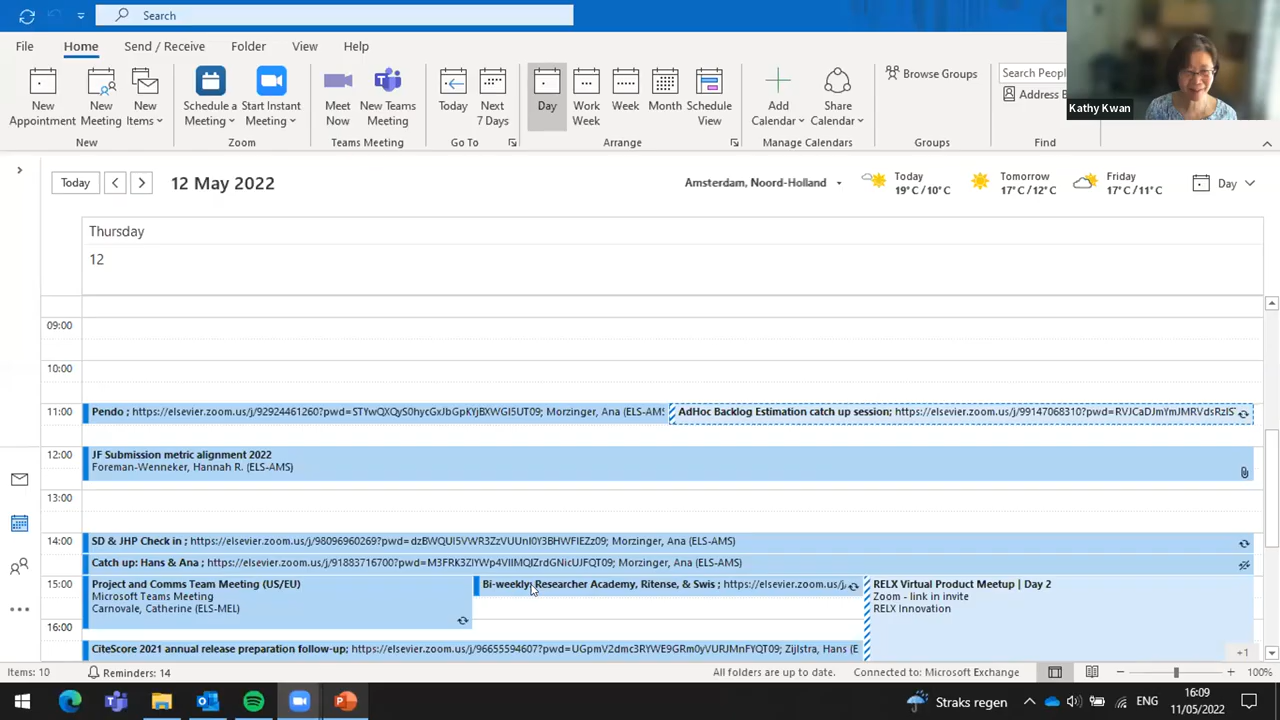 Search
File Home Send / Receive Folder View Help
New Appointment
New Meeting
New Items
Schedule a Meeting
Start Instant Meeting
Meet Now
New Teams Meeting
Today
Next 7 Days
Day
Work Week
Week
Month
Schedule View
Add Calendar
Share Calendar
Browse Groups
Search Peopl
Address B
New Zoom Teams Meeting Go To Arrange Manage Calendars Groups Find
Kathy Kwan
Today 12 May 2022
Amsterdam, Noord-Holland
Today
19°C/10°C
Tomorrow
17°C/12°C
Friday
17°C/11°C
Day
Thursday
12
09:00
10:00
11:00
Pendo ; https://elsevier.zoom.us/j/92924461260?pwd=
Morzinger, Ana (ELS-AMS
AdHoc Backlog Estimation catch up session; https://elsevier.zoom.us/j/99147068310?pwd=
12:00
JF Submission metric alignment 2022
Foreman-Wenneker, Hannah R. (ELS-AMS)
13:00
14:00
SD & JHP Check in ; https://elsevier.zoom.us/j/98096960269?pwd=
Morzinger, Ana (ELS-AMS)
Catch up: Hans & Ana ; https://elsevier.zoom.us/j/91883716700?pwd=
Morzinger, Ana (ELS-AMS)
15:00
Project and Comms Team Meeting (US/EU)
Microsoft Teams Meeting
Carnovale, Catherine (ELS-MEL)
Bi-weekly: Researcher Academy, Ritense, & Swis ; https://elsevier.zoom.us/j.
RELX Virtual Product Meetup | Day 2
Zoom - link in invite
RELX Innovation
16:00
CiteScore 2021 annual release preparation follow-up; https://elsevier.zoom.us/j/96655594607?pwd=
Zijlstra, Hans (E
+1
Items: 10 Reminders: 14 All folders are up to date. Connected to: Microsoft Exchange 100%
Straks regen ENG 16:09
11/05/2022